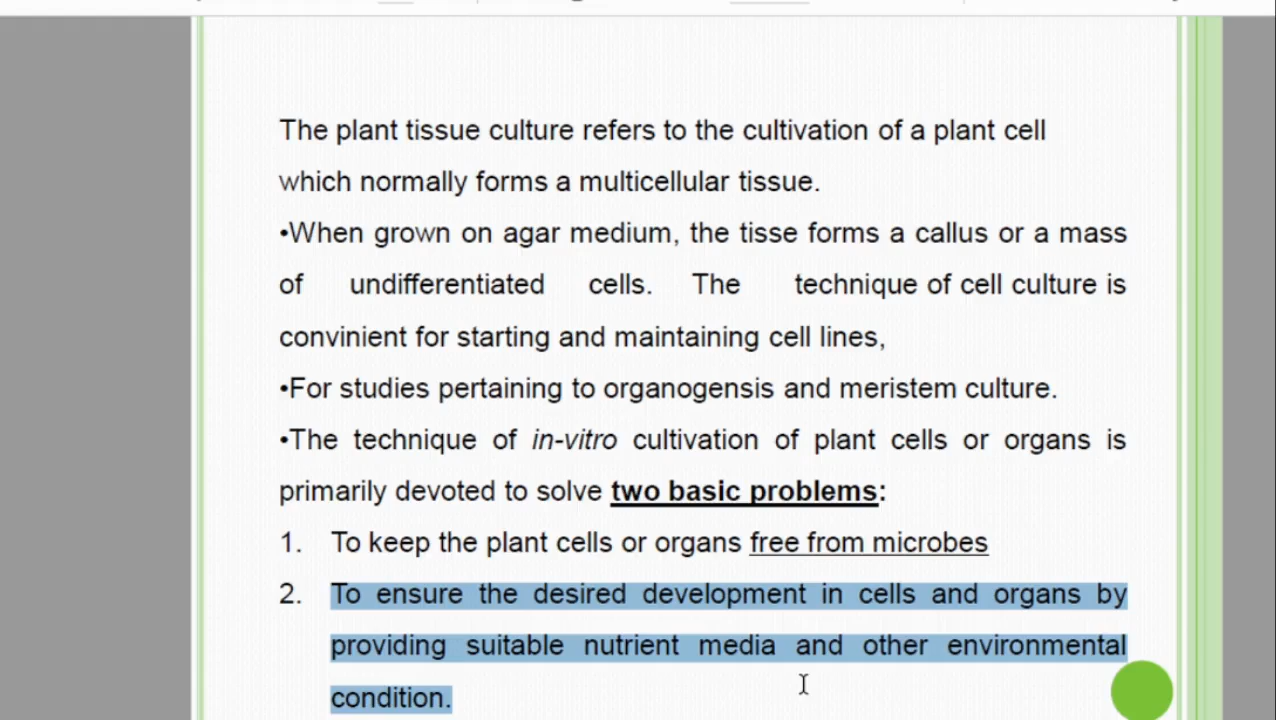 The plant tissue culture refers to the cultivation of a plant cell
which normally forms a multicellular tissue.
•When grown on agar medium, the tisse forms a callus or a mass
of undifferentiated cells. The technique of cell culture is
convinient for starting and maintaining cell lines,
•For studies pertaining to organogensis and meristem culture.
•The technique of in-vitro cultivation of plant cells or organs is
primarily devoted to solve two basic problems:
1. To keep the plant cells or organs free from microbes
2. To ensure the desired development in cells and organs by
providing suitable nutrient media and other environmental
condition.